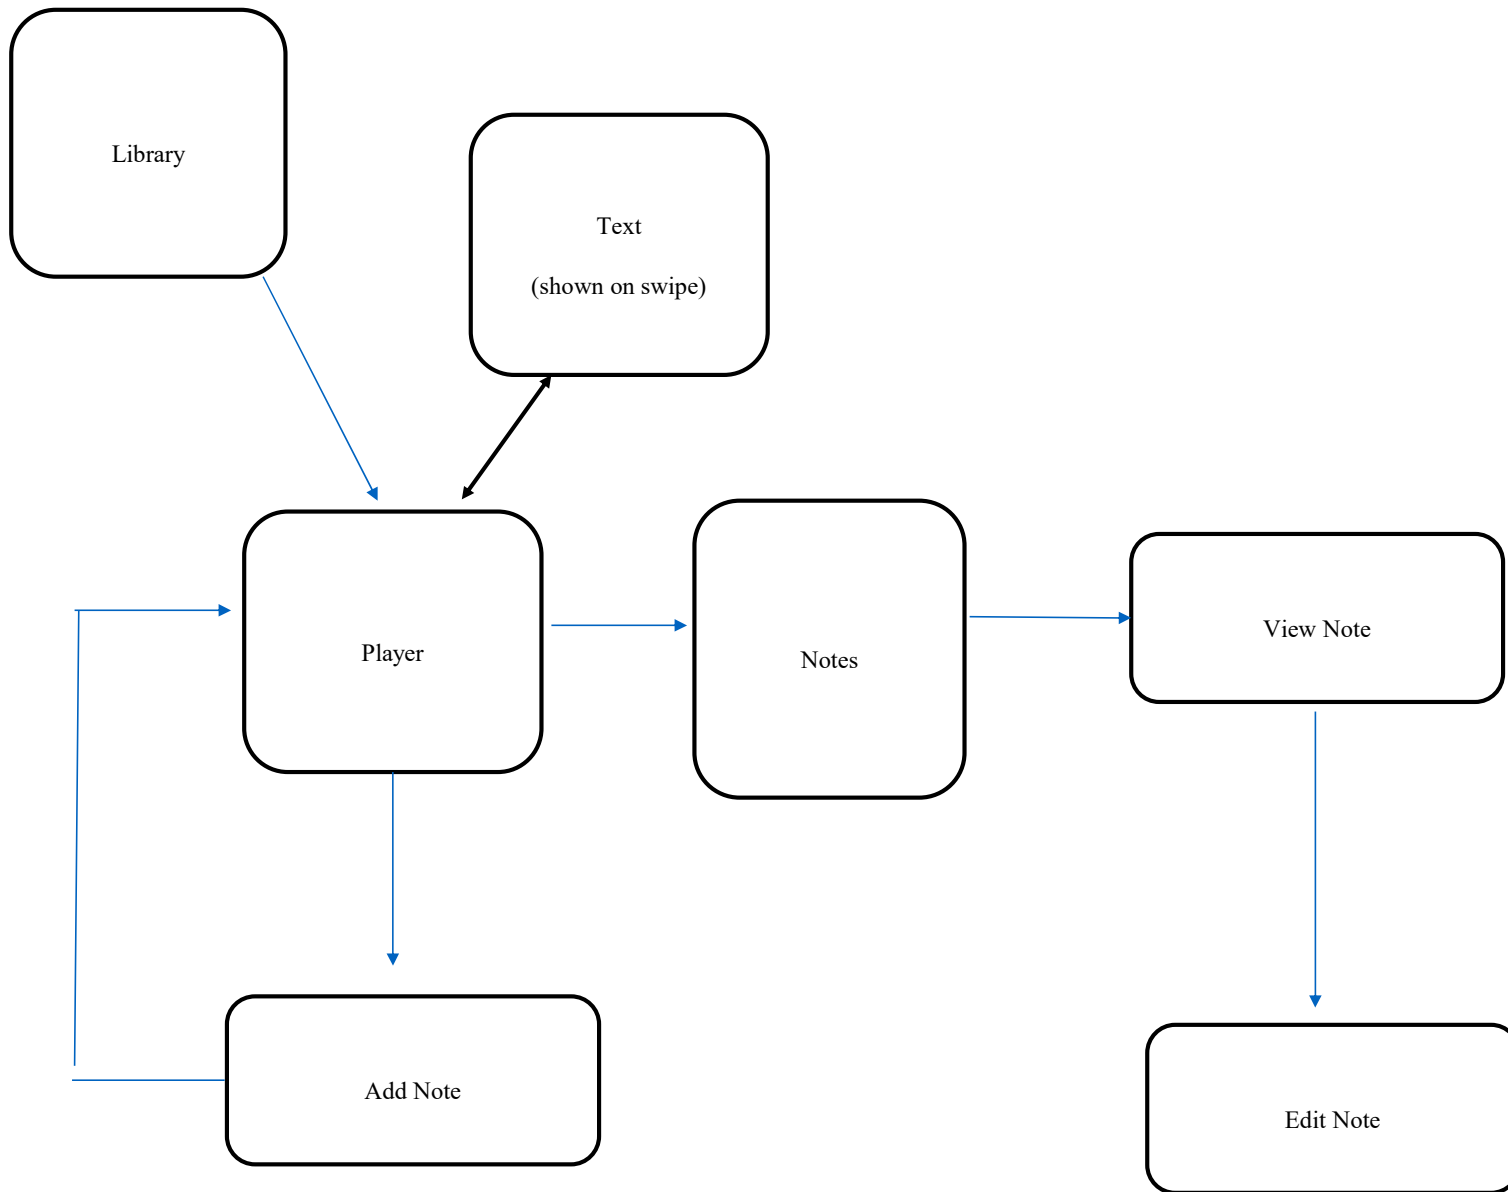 Library
Text
(shown on swipe)
Player
Notes
View Note
Add Note
Edit Note